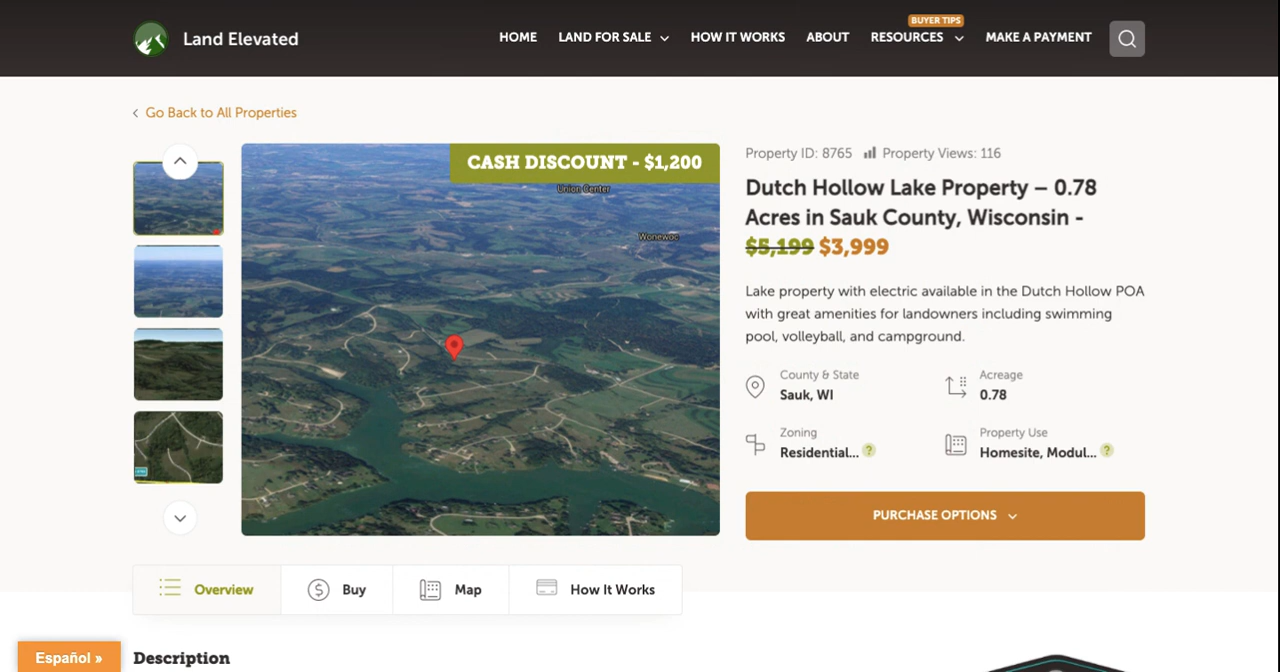 Land Elevated
HOME
LAND FOR SALE
HOW IT WORKS
ABOUT
BUYER TIPS
RESOURCES
MAKE A PAYMENT
Go Back to All Properties
CASH DISCOUNT - $1,200
Union Center
Wonewoc
Property ID: 8765
Property Views: 116
Dutch Hollow Lake Property – 0.78
Acres in Sauk County, Wisconsin -
$5,199 $3,999
Lake property with electric available in the Dutch Hollow POA
with great amenities for landowners including swimming
pool, volleyball, and campground.
County & State
Sauk, WI
Acreage
0.78
Zoning
Residential... ?
Property Use
Homesite, Modul... ?
PURCHASE OPTIONS
Overview
Buy
Map
How It Works
Español »
Description